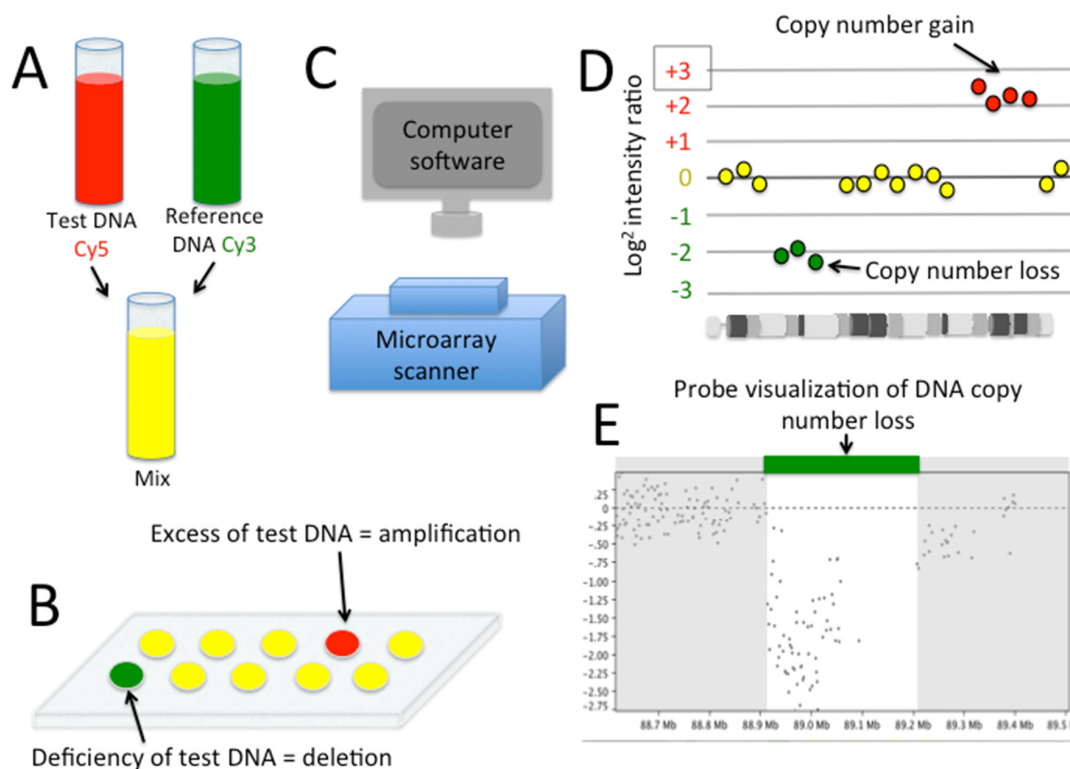 A
Test DNA
Cy5
Reference
DNA Cy3
Mix
B
Excess of test DNA = amplification
Deficiency of test DNA = deletion
C
Computer
software
Microarray
scanner
D
Copy number gain
Log² intensity ratio
+3
+2
+1
0
-1
-2
-3
Copy number loss
E
Probe visualization of DNA copy
number loss
.25
0
-.25
-.50
-.75
-1.00
-1.25
-1.50
-1.75
-2.00
-2.25
-2.50
-2.75
88.7 Mb 88.8 Mb 88.9 Mb 89.0 Mb 89.1 Mb 89.2 Mb 89.3 Mb 89.4 Mb 89.5